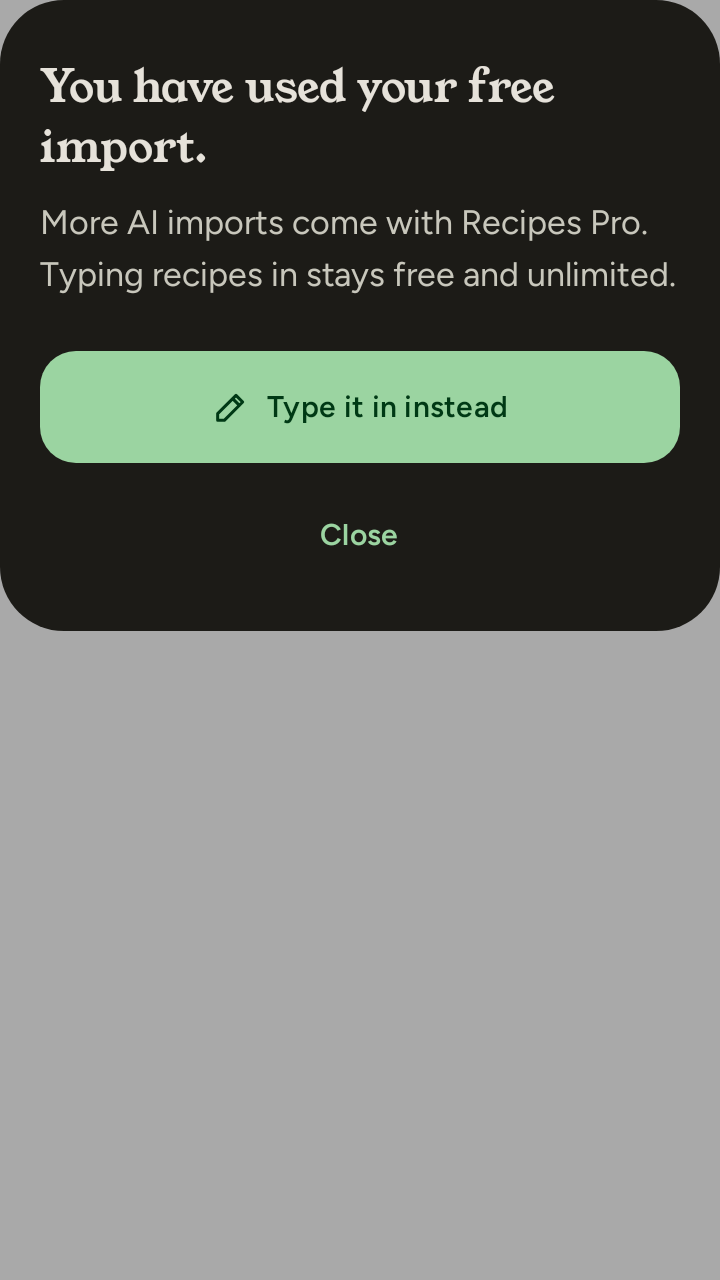 You have used your free
import.
More AI imports come with Recipes Pro.
Typing recipes in stays free and unlimited.
Type it in instead
Close